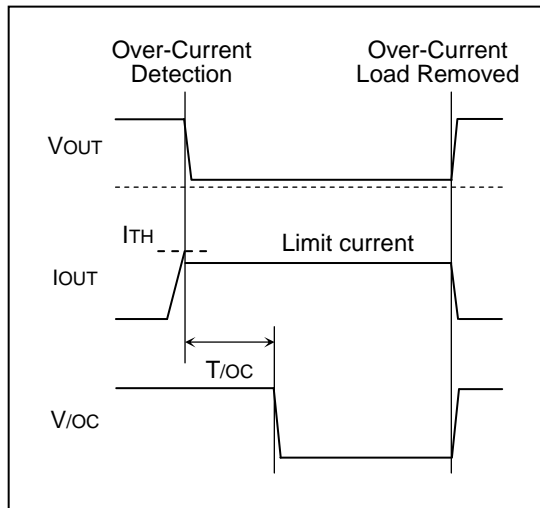 Over-Current
Detection
Over-Current
Load Removed
VOUT
ITH
Limit current
IOUT
T/OC
V/OC